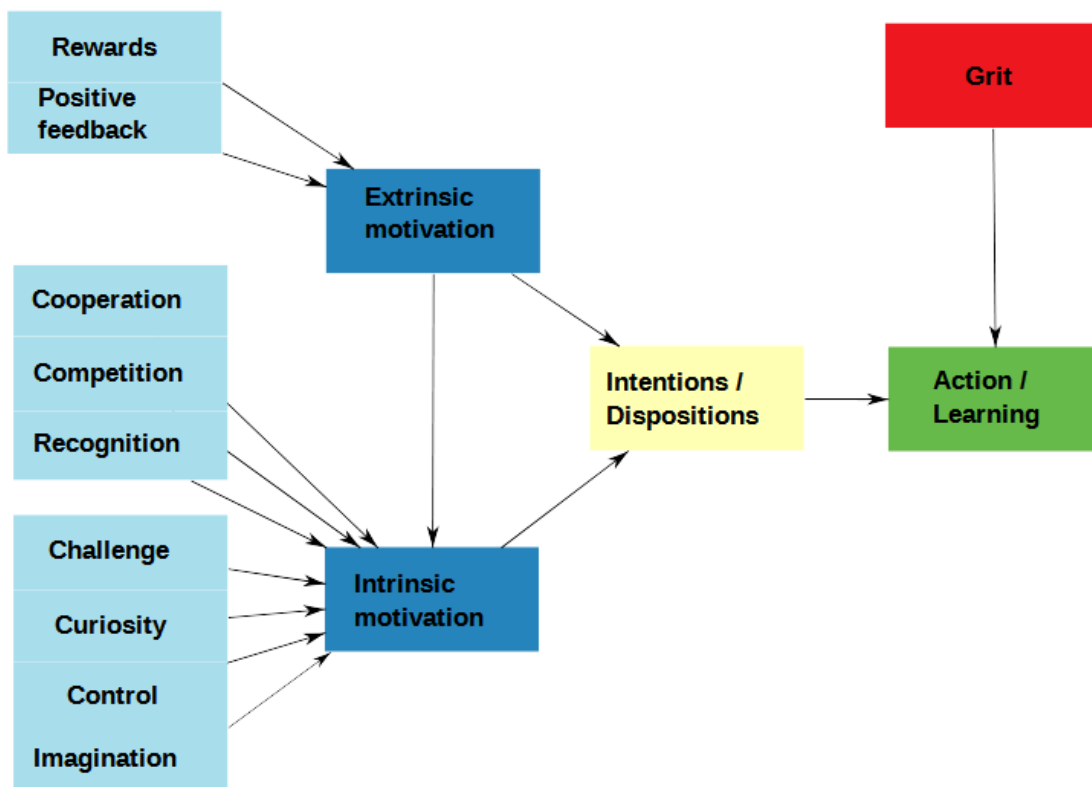 Rewards
Positive
feedback
Grit
Extrinsic
motivation
Cooperation
Competition
Recognition
Intentions /
Dispositions
Action /
Learning
Challenge
Curiosity
Control
Imagination
Intrinsic
motivation